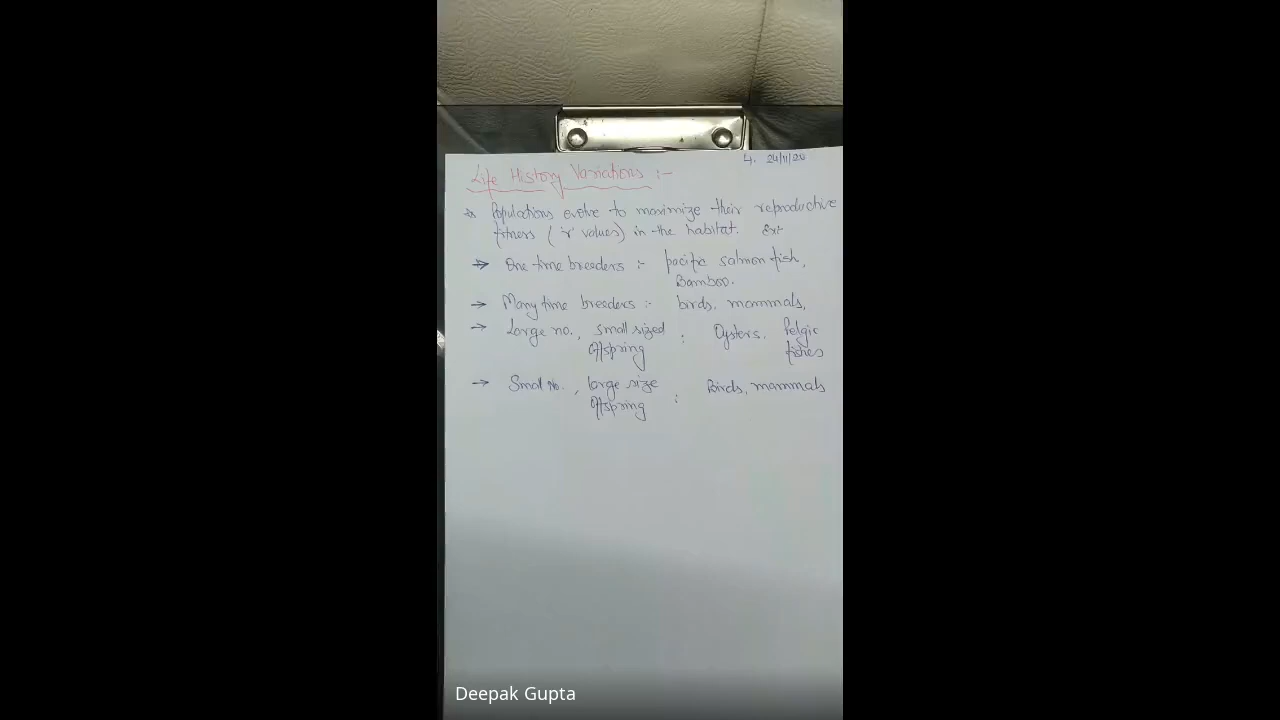 4. 24/11/20
Life History Variations :-
Populations evolve to maximize their reproductive
fitness ( 'r' values) in the habitat. Ex:-
→ One time breeders :- pacific salmon fish,
Bamboo.
→ Many time breeders :- birds, mammals,
→ Large no., small sized : Oysters, Pelgic
offspring fishes
→ Small No., large size : Birds, mammals
offspring
Deepak Gupta